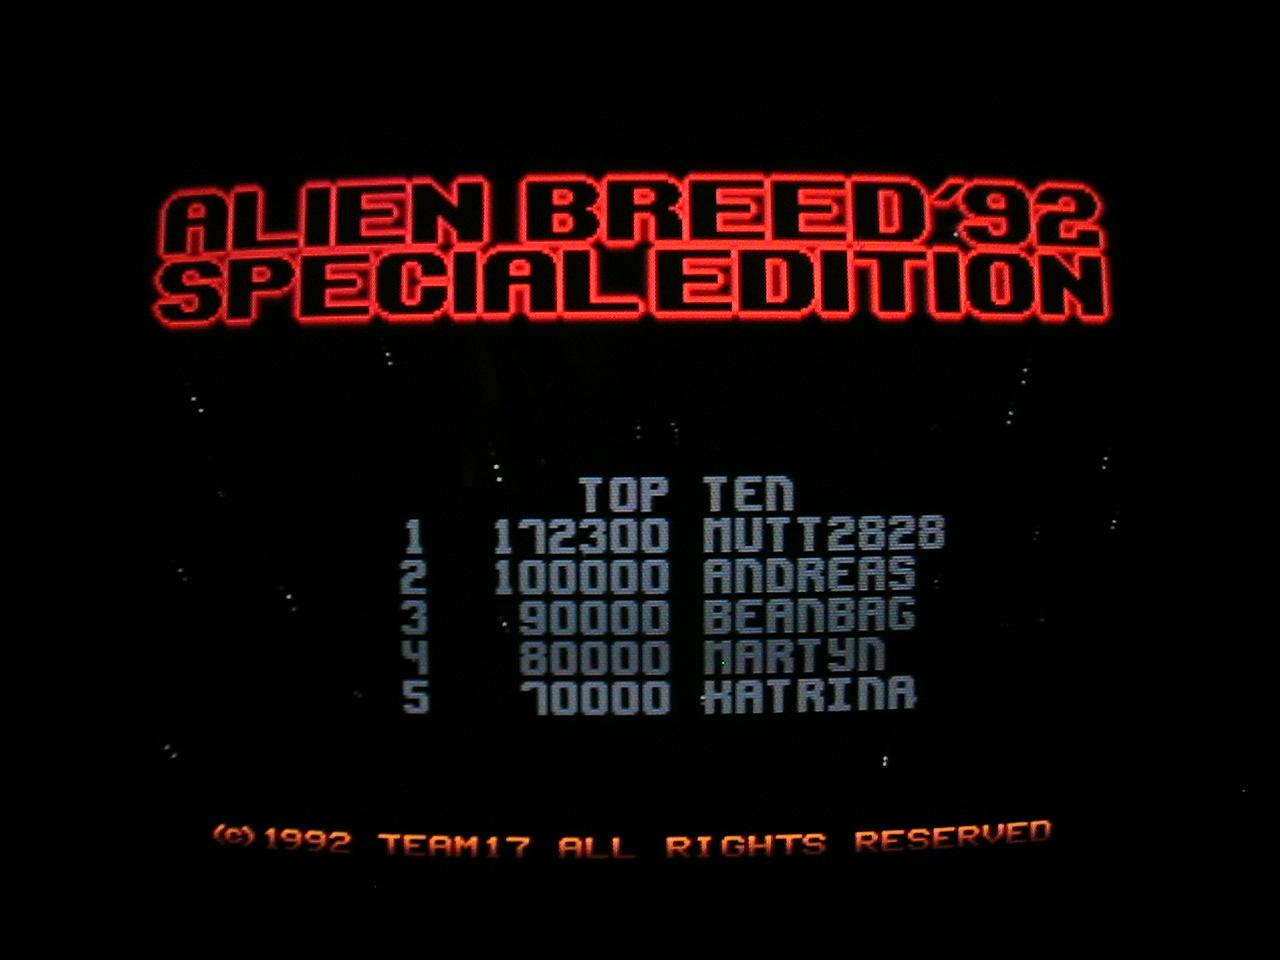 ALIEN BREED '92
SPECIAL EDITION
TOP TEN
1 172300 MUTT2828
2 100000 ANDREAS
3 90000 BEANBAG
4 80000 MARTYN
5 70000 KATRINA
(C) 1992 TEAM17 ALL RIGHTS RESERVED